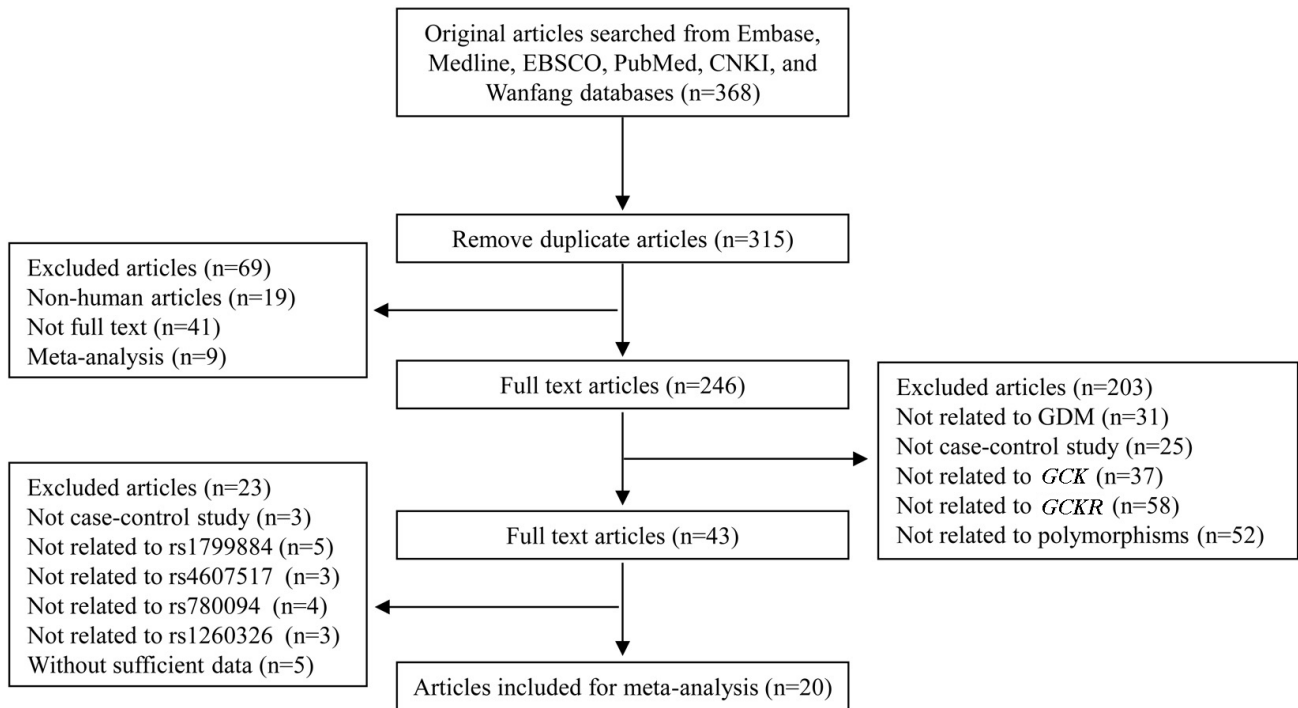 Original articles searched from Embase,
Medline, EBSCO, PubMed, CNKI, and
Wanfang databases (n=368)
Remove duplicate articles (n=315)
Excluded articles (n=69)
Non-human articles (n=19)
Not full text (n=41)
Meta-analysis (n=9)
Full text articles (n=246)
Excluded articles (n=203)
Not related to GDM (n=31)
Not case-control study (n=25)
Not related to GCK (n=37)
Not related to GCKR (n=58)
Not related to polymorphisms (n=52)
Full text articles (n=43)
Excluded articles (n=23)
Not case-control study (n=3)
Not related to rs1799884 (n=5)
Not related to rs4607517 (n=3)
Not related to rs780094 (n=4)
Not related to rs1260326 (n=3)
Without sufficient data (n=5)
Articles included for meta-analysis (n=20)